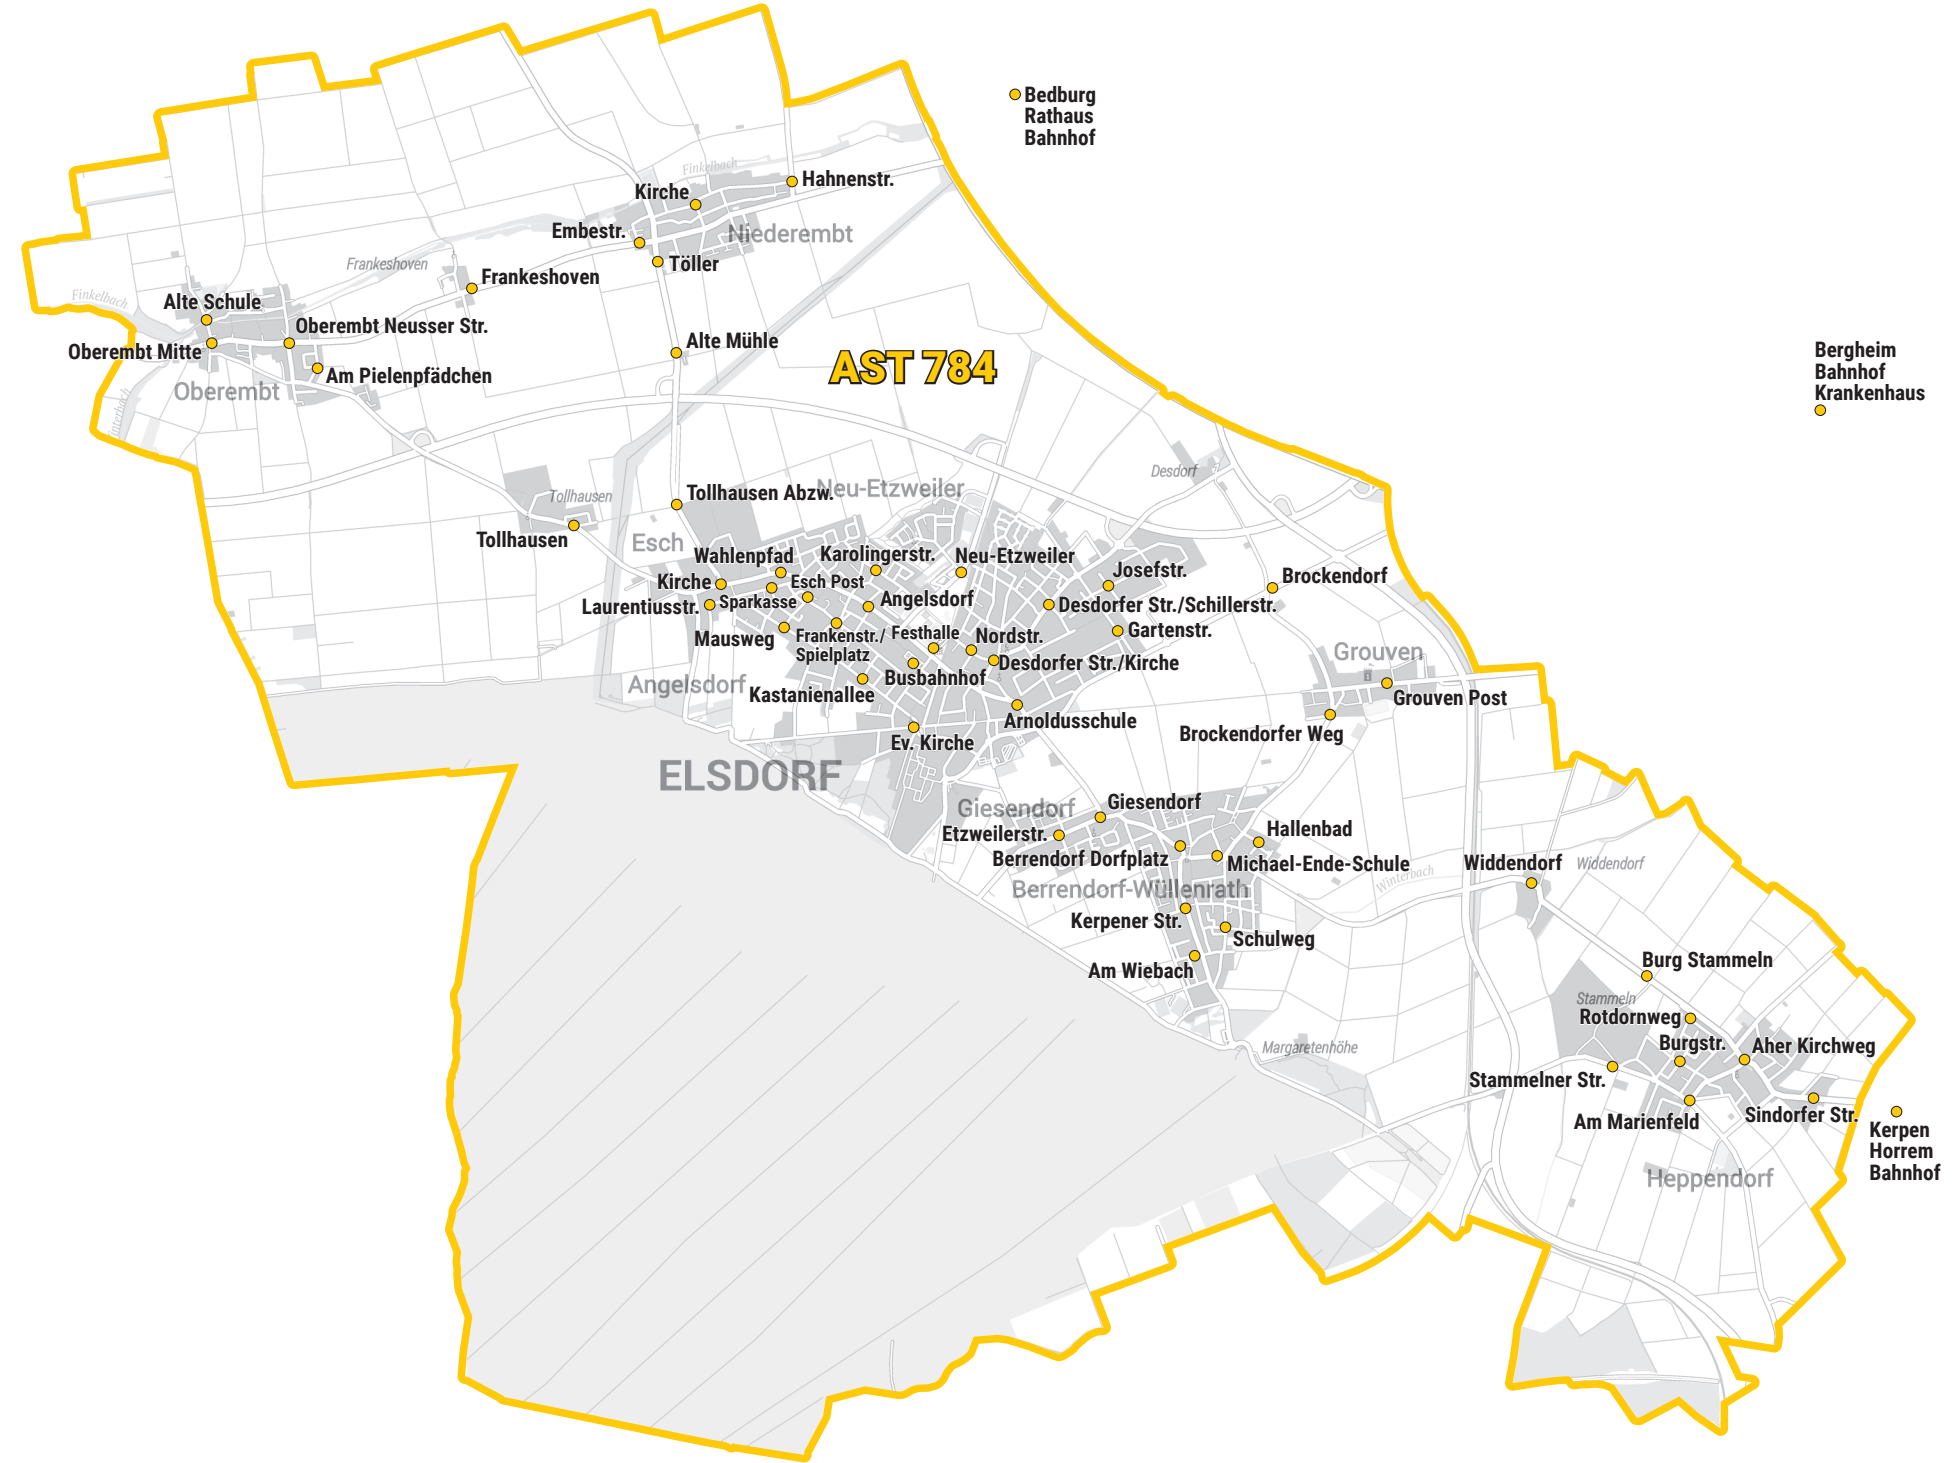 Bedburg
Rathaus
Bahnhof
Finkelbach
Hahnenstr.
Kirche
Embestr.
Niederembt
Töller
Frankeshoven
Frankeshoven
Finkelbach
Alte Schule
Oberembt Neusser Str.
Oberembt Mitte
Am Pielenpfädchen
Oberembt
Alte Mühle
AST 784
Bergheim
Bahnhof
Krankenhaus
Desdorf
Tollhausen
Tollhausen Abzw.
Neu-Etzweiler
Tollhausen
Esch
Wahlenpfad
Karolingerstr.
Neu-Etzweiler
Josefstr.
Brockendorf
Kirche
Esch Post
Laurentiusstr.
Sparkasse
Angelsdorf
Desdorfer Str./Schillerstr.
Mausweg
Frankenstr./
Spielplatz
Festhalle
Nordstr.
Gartenstr.
Desdorfer Str./Kirche
Grouven
Angelsdorf
Kastanienallee
Busbahnhof
Grouven Post
Arnoldusschule
Brockendorfer Weg
Ev. Kirche
ELSDORF
Giesendorf
Giesendorf
Etzweilerstr.
Hallenbad
Berrendorf Dorfplatz
Michael-Ende-Schule
Widdendorf
Widdendorf
Winterbach
Berrendorf-Wüllenrath
Kerpener Str.
Schulweg
Am Wiebach
Burg Stammeln
Stammeln
Rotdornweg
Burgstr.
Aher Kirchweg
Margaretenhöhe
Stammelner Str.
Am Marienfeld
Sindorfer Str.
Kerpen
Horrem
Bahnhof
Heppendorf